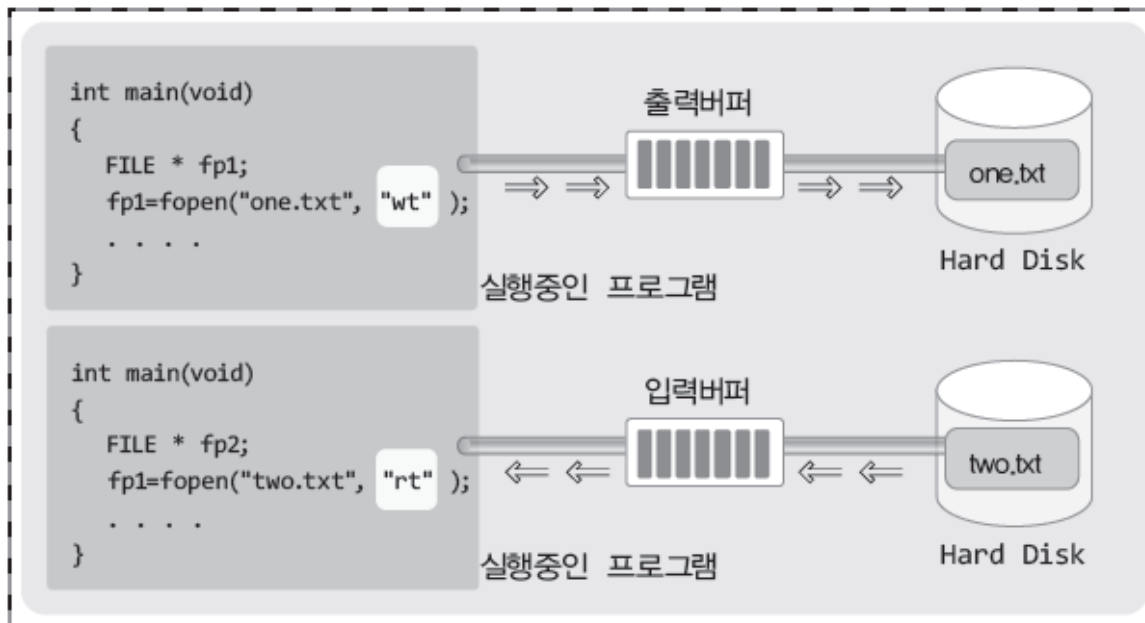 int main(void)
{
FILE * fp1;
fp1=fopen("one.txt", "wt" );
. . . .
}
실행중인 프로그램
출력버퍼
one.txt
Hard Disk
int main(void)
{
FILE * fp2;
fp1=fopen("two.txt", "rt" );
. . . .
}
실행중인 프로그램
입력버퍼
two.txt
Hard Disk